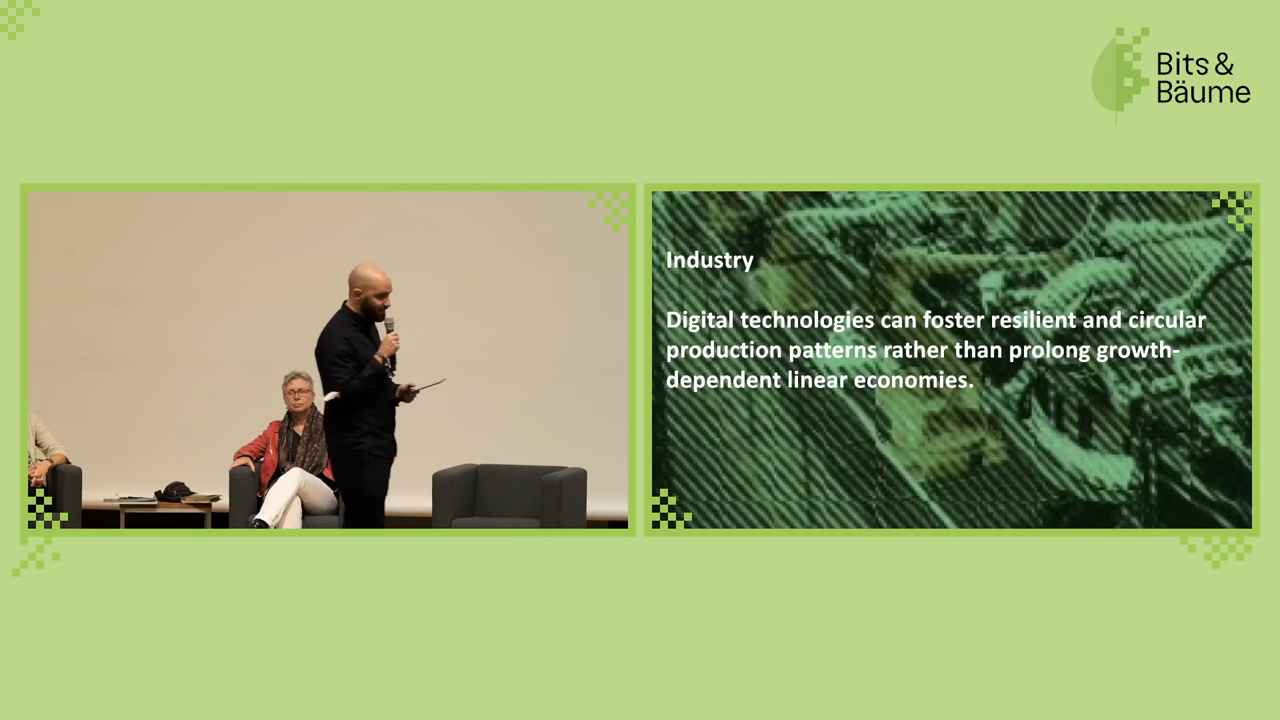 Bits &
Bäume
Industry
Digital technologies can foster resilient and circular
production patterns rather than prolong growth-
dependent linear economies.